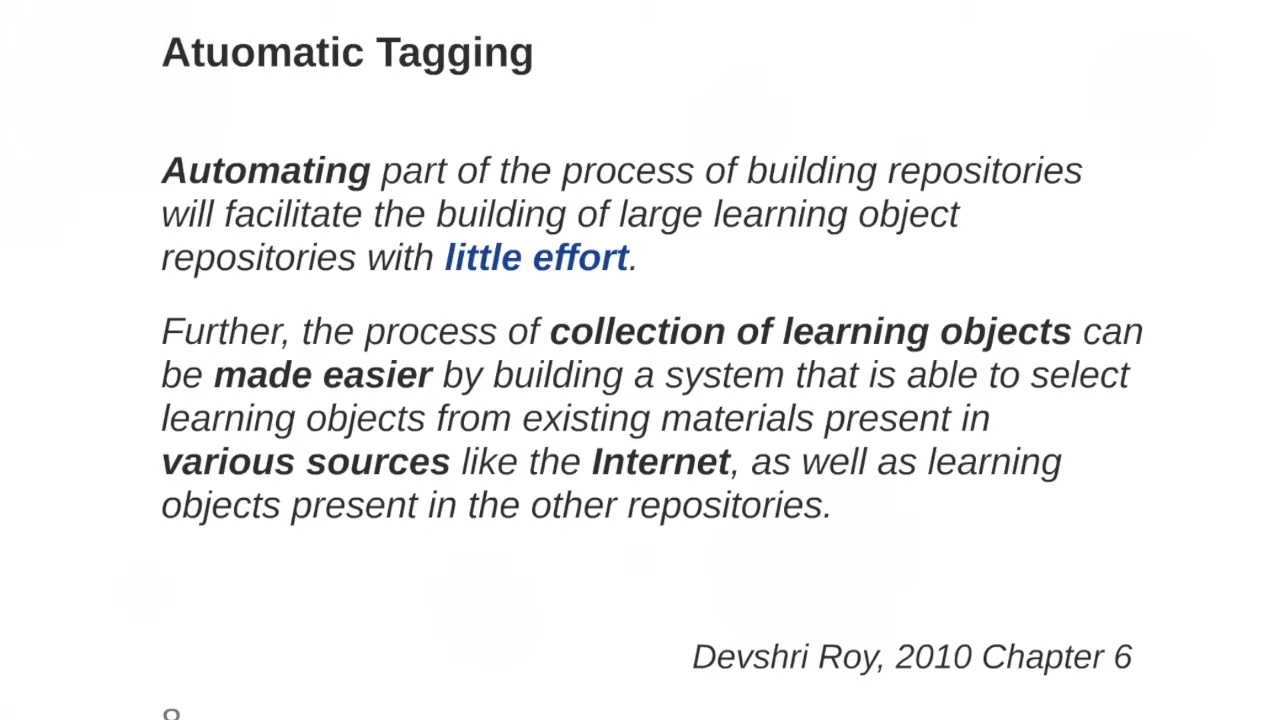 Atuomatic Tagging
Automating part of the process of building repositories
will facilitate the building of large learning object
repositories with little effort.
Further, the process of collection of learning objects can
be made easier by building a system that is able to select
learning objects from existing materials present in
various sources like the Internet, as well as learning
objects present in the other repositories.
Devshri Roy, 2010 Chapter 6